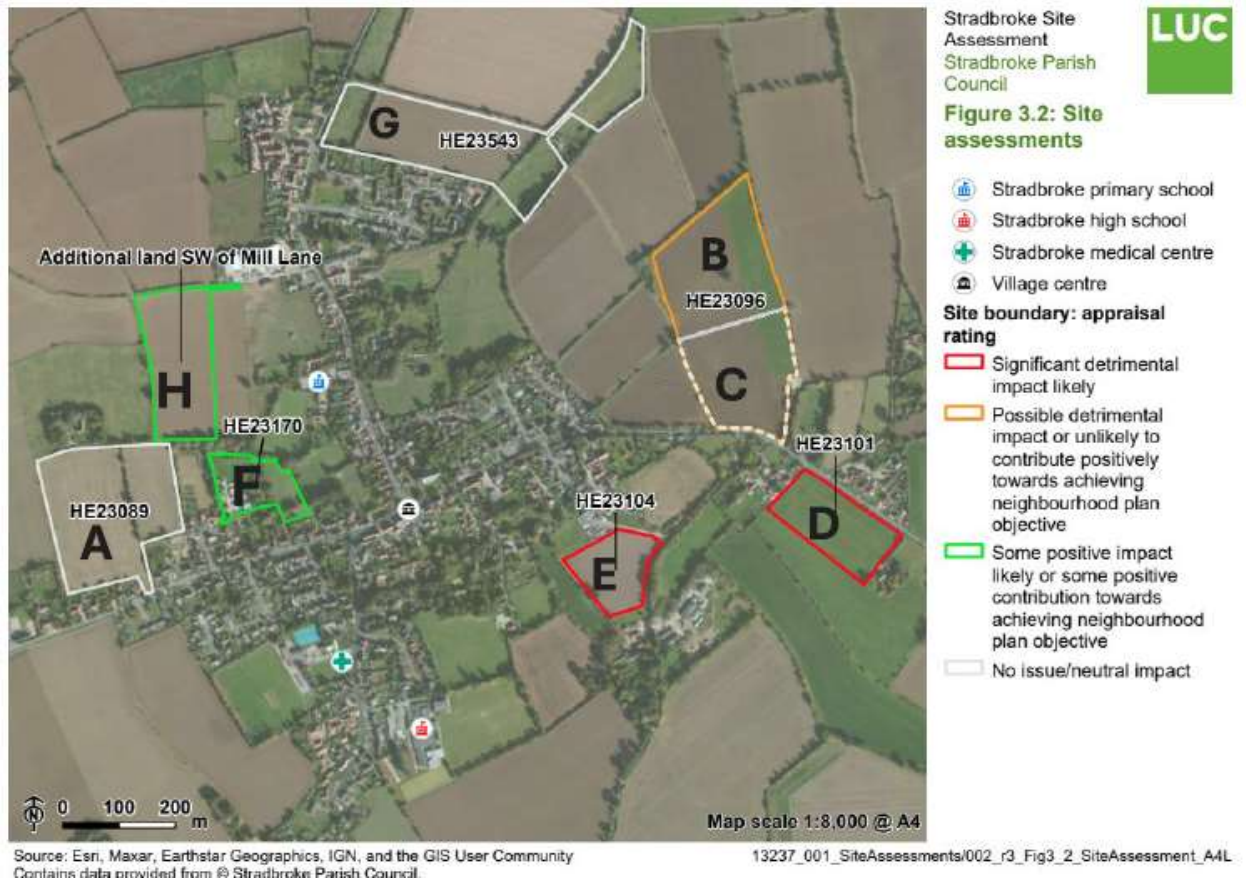 Stradbroke Site
Assessment
Stradbroke Parish
Council
LUC
Figure 3.2: Site
assessments
Stradbroke primary school
Stradbroke high school
Stradbroke medical centre
Village centre
Site boundary: appraisal
rating
Significant detrimental
impact likely
Possible detrimental
impact or unlikely to
contribute positively
towards achieving
neighbourhood plan
objective
Some positive impact
likely or some positive
contribution towards
achieving neighbourhood
plan objective
No issue/neutral impact
G
HE23543
Additional land SW of Mill Lane
B
HE23096
C
H
HE23170
F
HE23101
HE23089
A
HE23104
D
E
N
0 100 200
m
Map scale 1:8,000 @ A4
Source: Esri, Maxar, Earthstar Geographics, IGN, and the GIS User Community
Contains data provided from © Stradbroke Parish Council.
13237_001_SiteAssessments/002_r3_Fig3_2_SiteAssessment_A4L